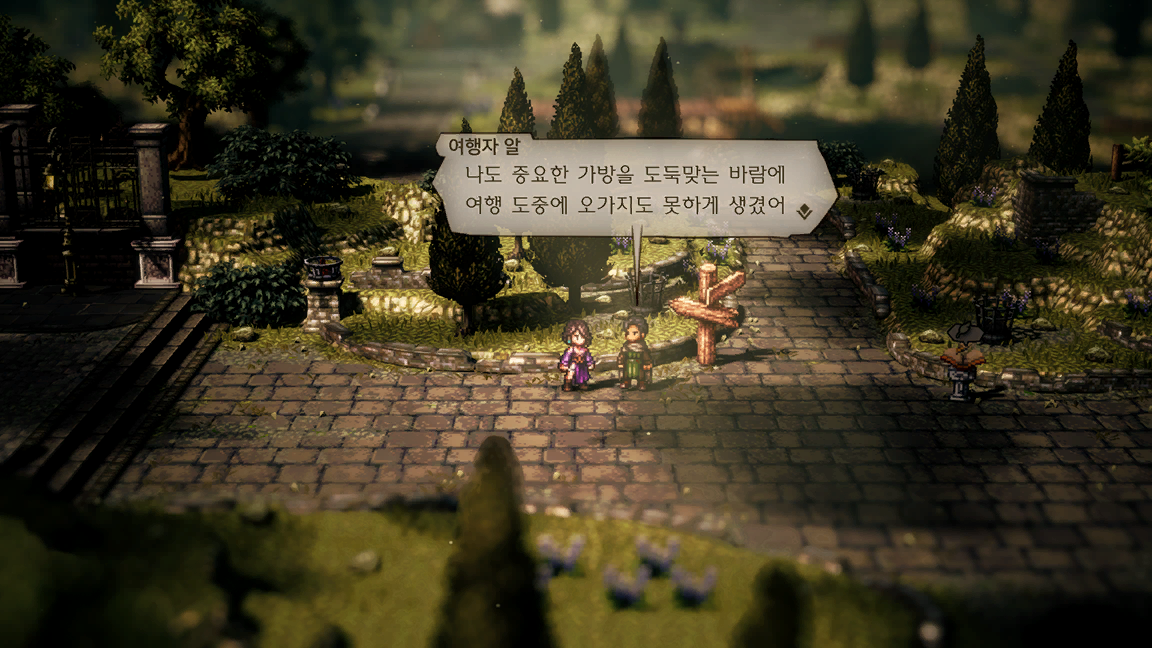 여행자 알
나도 중요한 가방을 도둑맞는 바람에
여행 도중에 오가지도 못하게 생겼어